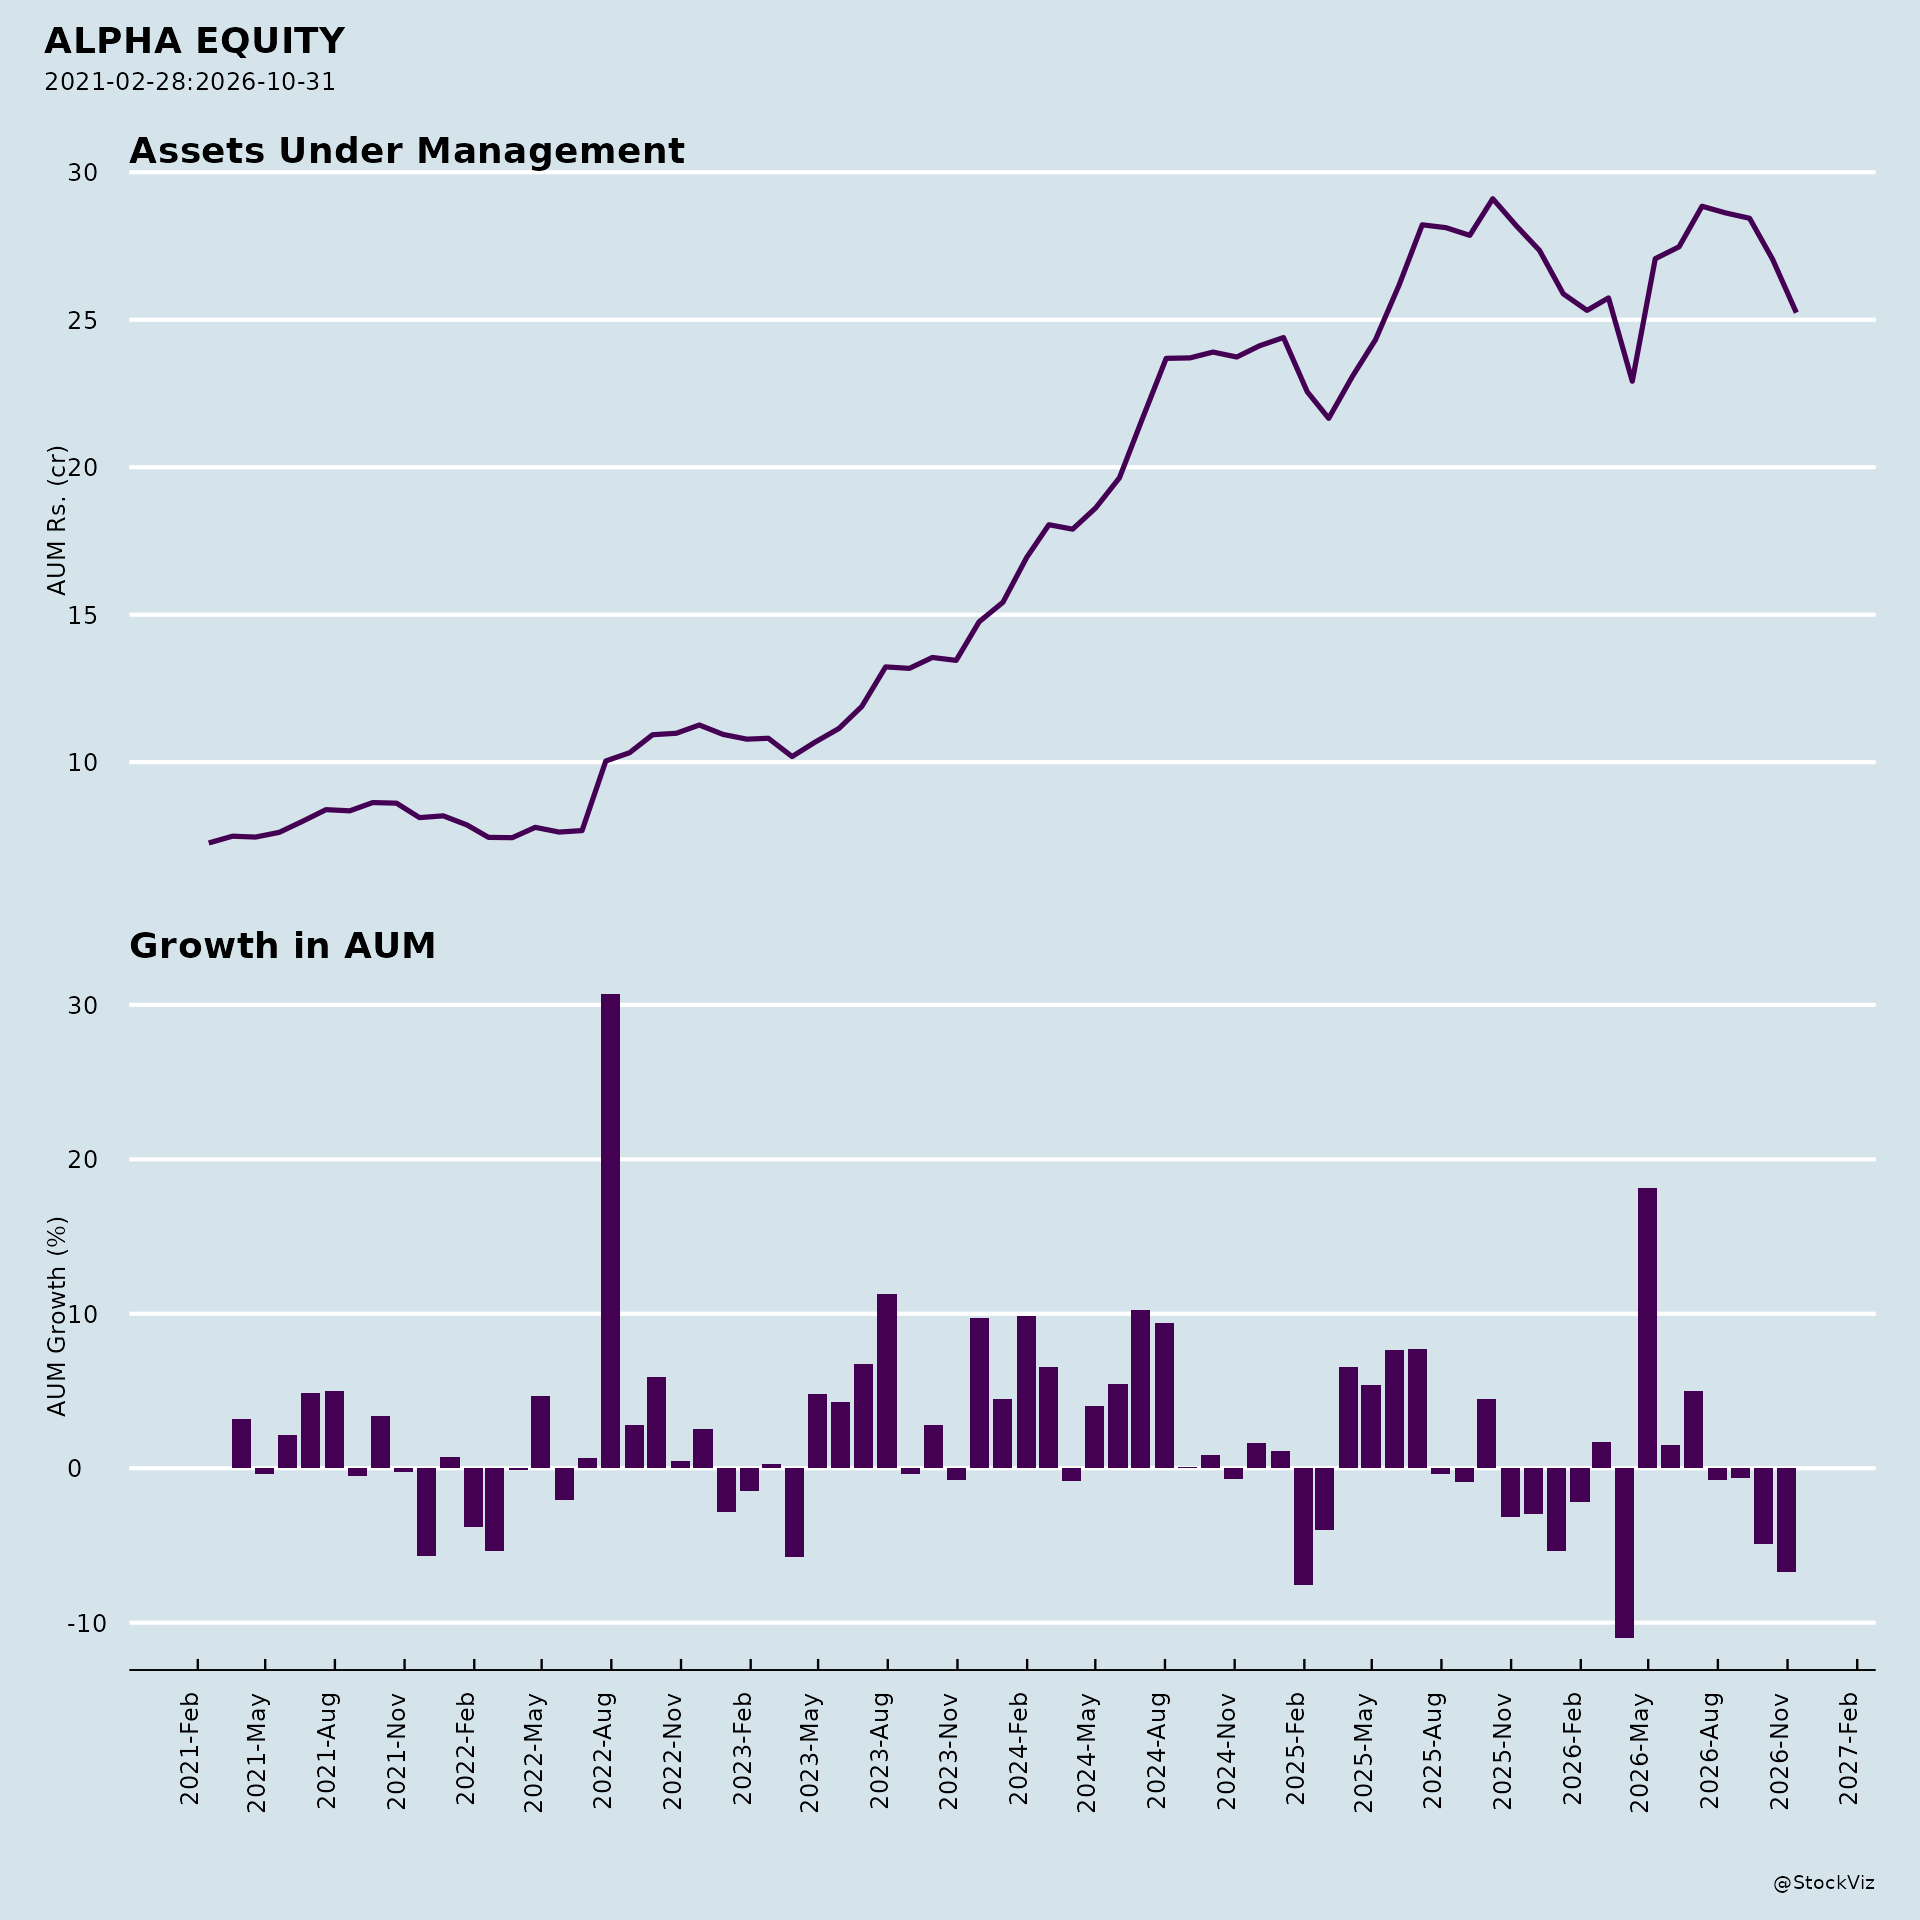 ALPHA EQUITY
2021-02-28:2026-10-31
Assets Under Management
30
25
20
15
10
AUM Rs. (cr)
Growth in AUM
30
20
10
0
-10
AUM Growth (%)
2021-Feb
2021-May
2021-Aug
2021-Nov
2022-Feb
2022-May
2022-Aug
2022-Nov
2023-Feb
2023-May
2023-Aug
2023-Nov
2024-Feb
2024-May
2024-Aug
2024-Nov
2025-Feb
2025-May
2025-Aug
2025-Nov
2026-Feb
2026-May
2026-Aug
2026-Nov
2027-Feb
@StockViz